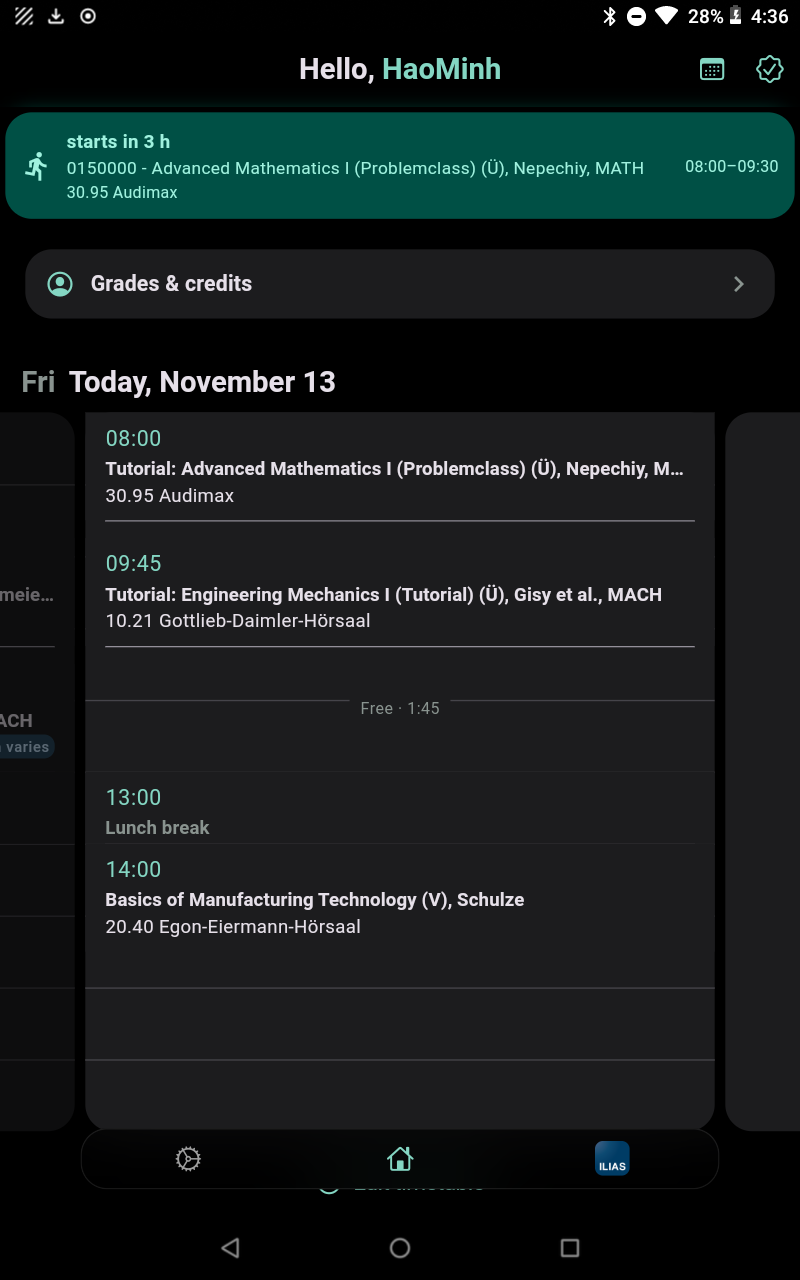 28% 4:36
Hello, HaoMinh
starts in 3 h
0150000 - Advanced Mathematics I (Problemclass) (Ü), Nepechiy, MATH
08:00–09:30
30.95 Audimax
Grades & credits
Fri Today, November 13
08:00
Tutorial: Advanced Mathematics I (Problemclass) (Ü), Nepechiy, M…
30.95 Audimax
09:45
Tutorial: Engineering Mechanics I (Tutorial) (Ü), Gisy et al., MACH
10.21 Gottlieb-Daimler-Hörsaal
meie…
ACH
varies
Free · 1:45
13:00
Lunch break
14:00
Basics of Manufacturing Technology (V), Schulze
20.40 Egon-Eiermann-Hörsaal
ILIAS